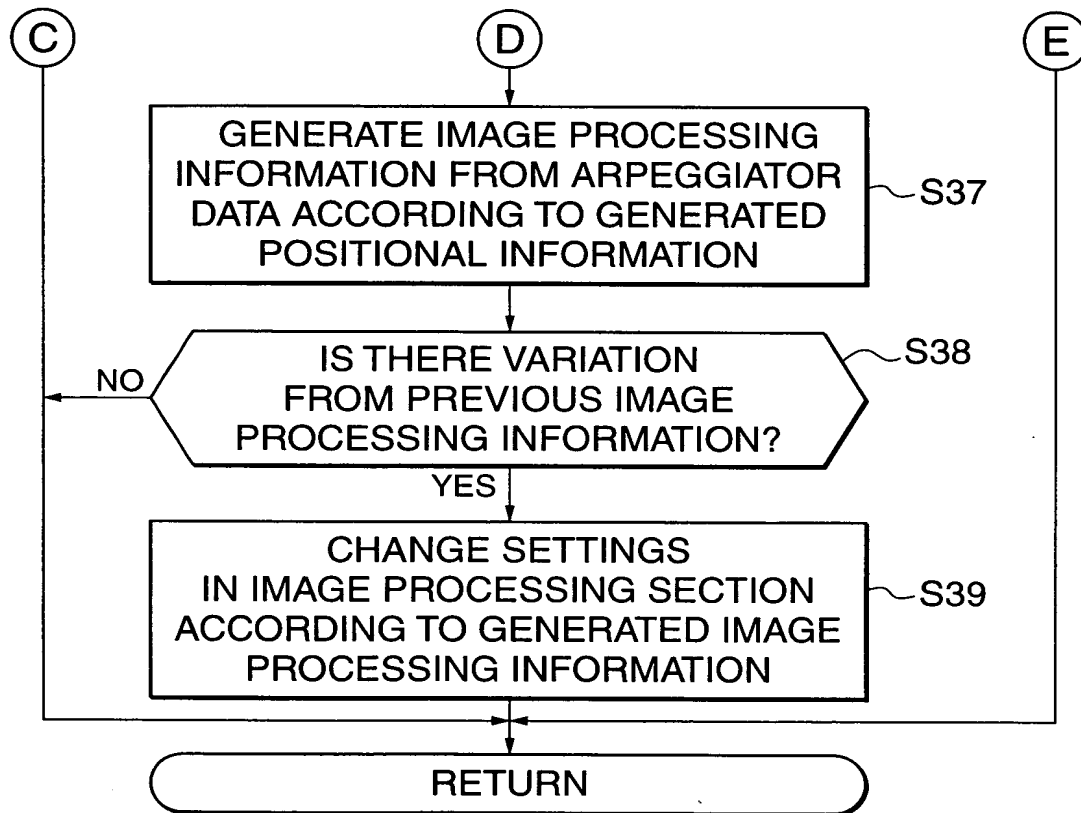 C
D
E
GENERATE IMAGE PROCESSING
INFORMATION FROM ARPEGGIATOR
DATA ACCORDING TO GENERATED
POSITIONAL INFORMATION
S37
IS THERE VARIATION
FROM PREVIOUS IMAGE
PROCESSING INFORMATION?
S38
NO
YES
CHANGE SETTINGS
IN IMAGE PROCESSING SECTION
ACCORDING TO GENERATED IMAGE
PROCESSING INFORMATION
S39
RETURN